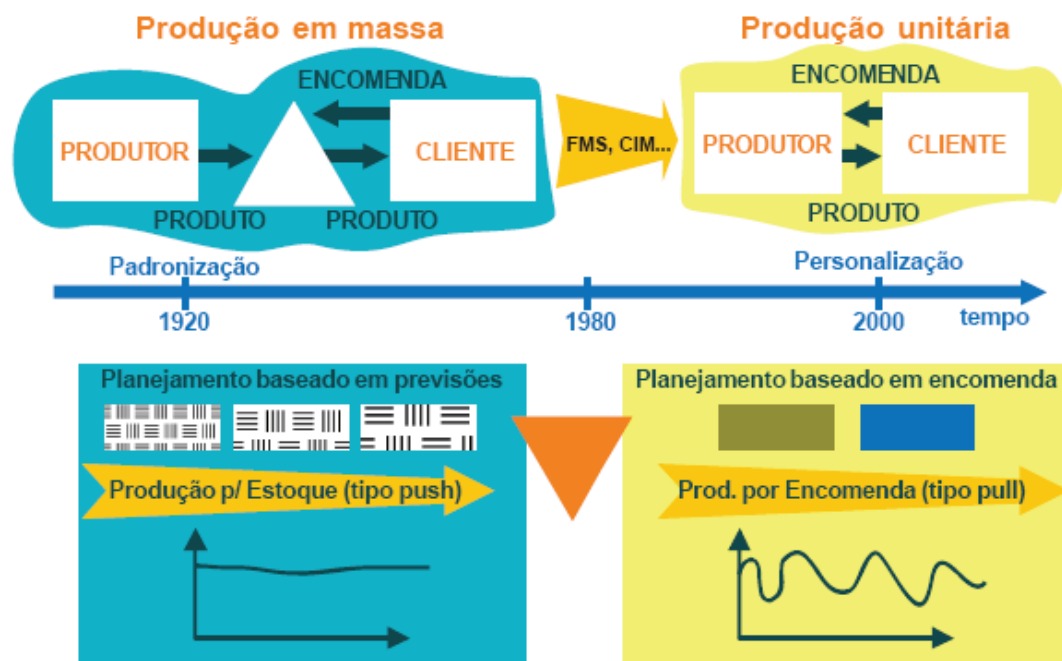 Produção em massa
Produção unitária
ENCOMENDA
PRODUTOR
CLIENTE
PRODUTO
PRODUTO
FMS, CIM...
ENCOMENDA
PRODUTOR
CLIENTE
PRODUTO
Padronização
Personalização
1920
1980
2000
tempo
Planejamento baseado em previsões
Produção p/ Estoque (tipo push)
Planejamento baseado em encomenda
Prod. por Encomenda (tipo pull)